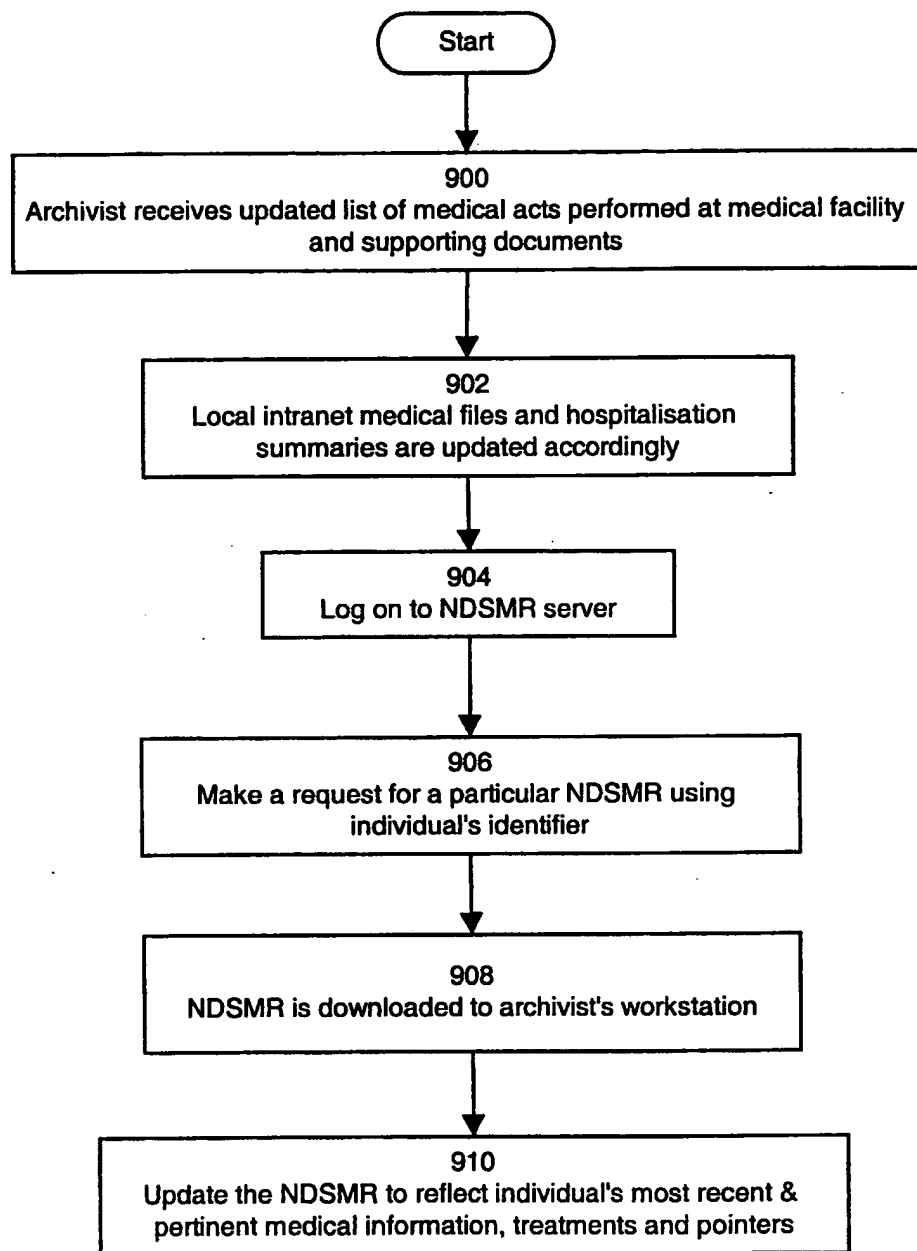 Start
900
Archivist receives updated list of medical acts performed at medical facility
and supporting documents
902
Local intranet medical files and hospitalisation
summaries are updated accordingly
904
Log on to NDSMR server
906
Make a request for a particular NDSMR using
individual's identifier
908
NDSMR is downloaded to archivist's workstation
910
Update the NDSMR to reflect individual's most recent &
pertinent medical information, treatments and pointers